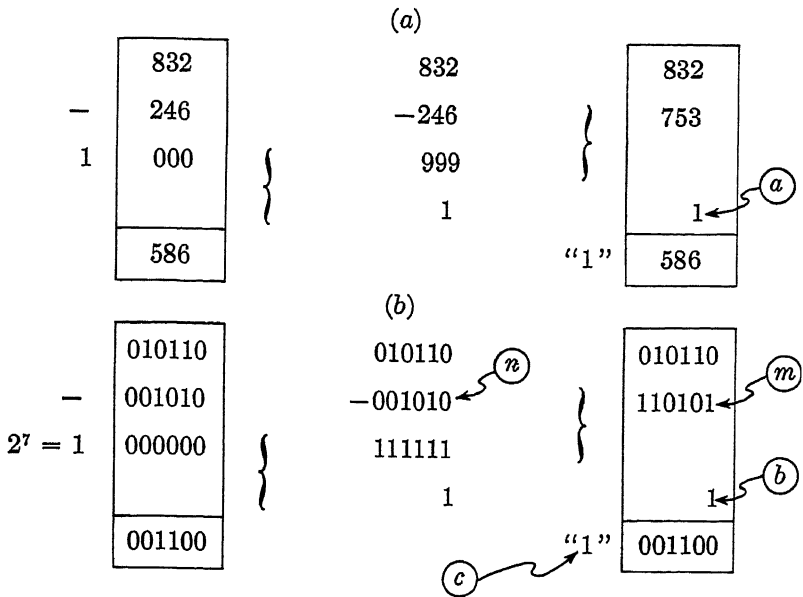 (a)
832 832 832
− 246 −246 753
1 000 { 999 }
1 1 a
586 “1” 586
(b)
010110 010110 n 010110
− 001010 −001010 110101 m
2⁷ = 1 000000 { 111111 }
1 1 b
001100 “1” 001100
c